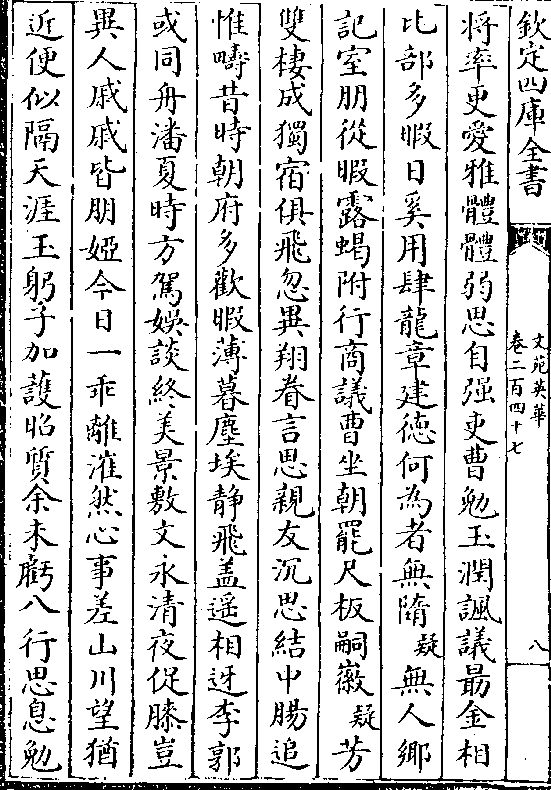 欽定四庫全書
文苑英華
卷二百四十七
八
將率更愛雅體體弱思自强吏曹勉玉潤諷議最金相
比部多暇日奚用肆龍章建德何為者無隋疑無人鄉
記室朋從暇露蝎附行商議曹坐朝罷尺板嗣徽疑芳
雙棲成獨宿俱飛忽異翔眷言思親友沉思結中腸追
惟疇昔時朝府多歡暇薄暮塵埃静飛盖遥相迓李郭
或同舟潘夏時方駕娛談終美景敷文永清夜促膝豈
異人戚戚皆朋婭今日一乖離漼然心事差山川望猶
近便似隔天涯玉躬子加護昭質余未虧八行思息勉